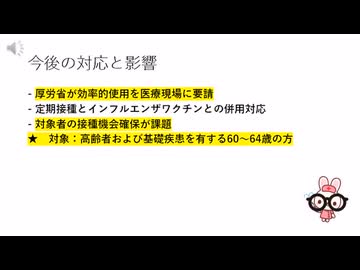 今後の対応と影響
- 厚労省が効率的使用を医療現場に要請
- 定期接種とインフルエンザワクチンとの併用対応
- 対象者の接種機会確保が課題
★ 対象：高齢者および基礎疾患を有する60～64歳の方